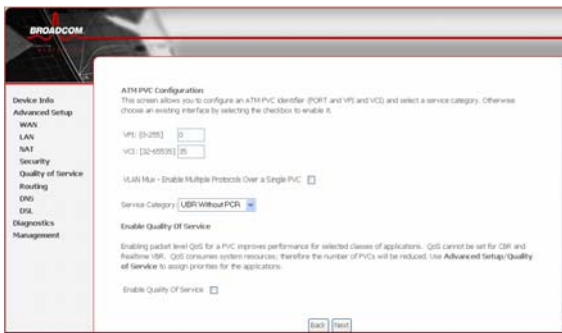 BROADCOM
Device Info
Advanced Setup
WAN
LAN
NAT
Security
Quality of Service
Routing
DNS
DSL
Diagnostics
Management
ATM PVC Configuration
This screen allows you to configure an ATM PVC identifier (PORT and VPI and VCI) and select a service category. Otherwise
choose an existing interface by selecting the checkbox to enable it.
VPI: [0-255] 0
VCI: [32-65535] 35
VLAN Mux - Enable Multiple Protocols Over a Single PVC
Service Category: UBR Without PCR
Enable Quality Of Service
Enabling packet level QoS for a PVC improves performance for selected classes of applications. QoS cannot be set for CBR and
Realtime VBR. QoS consumes system resources; therefore the number of PVCs will be reduced. Use Advanced Setup/Quality
of Service to assign priorities for the applications.
Enable Quality Of Service
Back Next